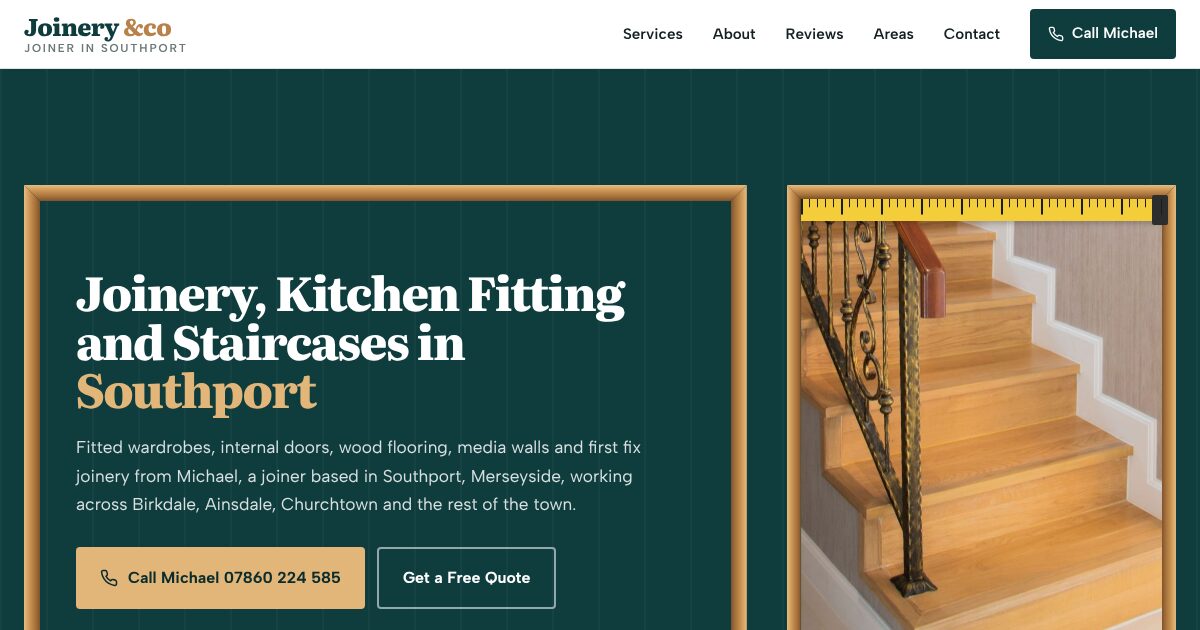 Joinery &co
JOINER IN SOUTHPORT
Services
About
Reviews
Areas
Contact
Call Michael
Joinery, Kitchen Fitting
and Staircases in
Southport
Fitted wardrobes, internal doors, wood flooring, media walls and first fix
joinery from Michael, a joiner based in Southport, Merseyside, working
across Birkdale, Ainsdale, Churchtown and the rest of the town.
Call Michael 07860 224 585
Get a Free Quote